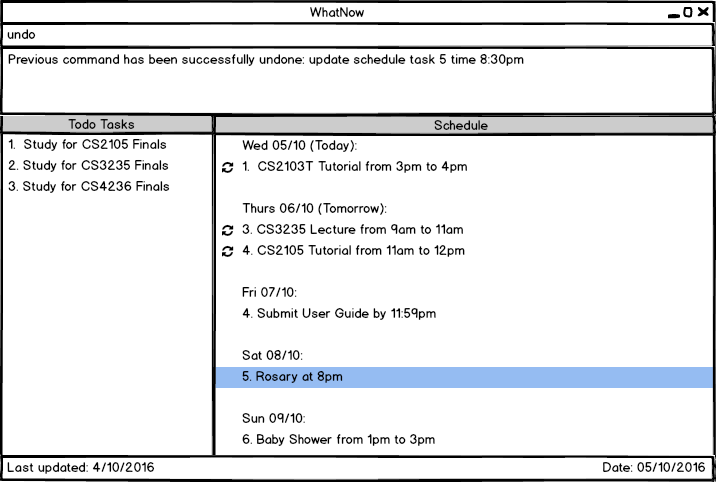 WhatNow
undo
Previous command has been successfully undone: update schedule task 5 time 8:30pm
Todo Tasks
1. Study for CS2105 Finals
2. Study for CS3235 Finals
3. Study for CS4236 Finals
Schedule
Wed 05/10 (Today):
1. CS2103T Tutorial from 3pm to 4pm
Thurs 06/10 (Tomorrow):
3. CS3235 Lecture from 9am to 11am
4. CS2105 Tutorial from 11am to 12pm
Fri 07/10:
4. Submit User Guide by 11:59pm
Sat 08/10:
5. Rosary at 8pm
Sun 09/10:
6. Baby Shower from 1pm to 3pm
Last updated: 4/10/2016
Date: 05/10/2016